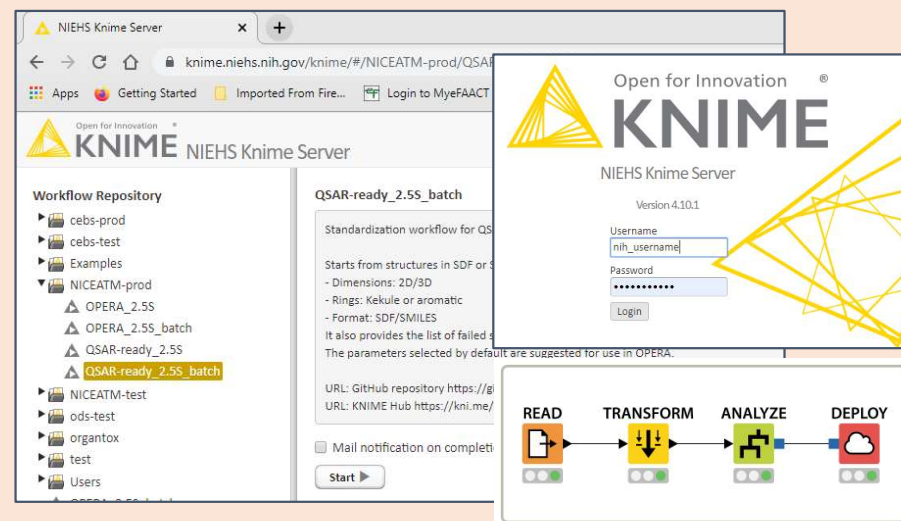 NIEHS Knime Server
knime.niehs.nih.gov/knime/#/NICEATM-prod/QSAR
Apps Getting Started Imported From Fire... Login to MyeFAACT
Open for Innovation
KNIME NIEHS Knime Server
Workflow Repository
cebs-prod
cebs-test
Examples
NICEATM-prod
OPERA_2.5S
OPERA_2.5S_batch
QSAR-ready_2.5S
QSAR-ready_2.5S_batch
NICEATM-test
ods-test
organtox
test
Users
QSAR-ready_2.5S_batch
Standardization workflow for QS
Starts from structures in SDF or S
- Dimensions: 2D/3D
- Rings: Kekule or aromatic
- Format: SDF/SMILES
It also provides the list of failed s
The parameters selected by default are suggested for use in OPERA.
URL: GitHub repository https://gi
URL: KNIME Hub https://kni.me/
Mail notification on completi
Start
Open for Innovation ®
KNIME
NIEHS Knime Server
Version 4.10.1
Username
nih_username
Password
Login
READ TRANSFORM ANALYZE DEPLOY